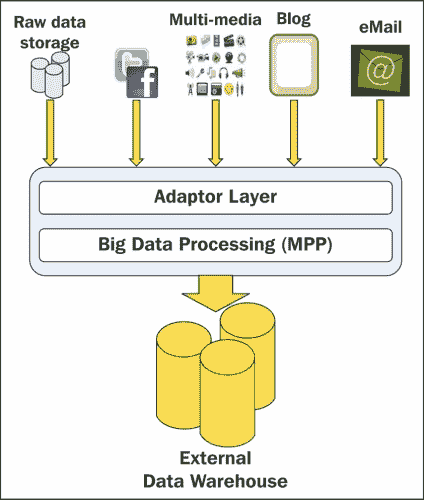 Raw data
storage
Multi-media
Blog
eMail
t
f
@
Adaptor Layer
Big Data Processing (MPP)
External
Data Warehouse